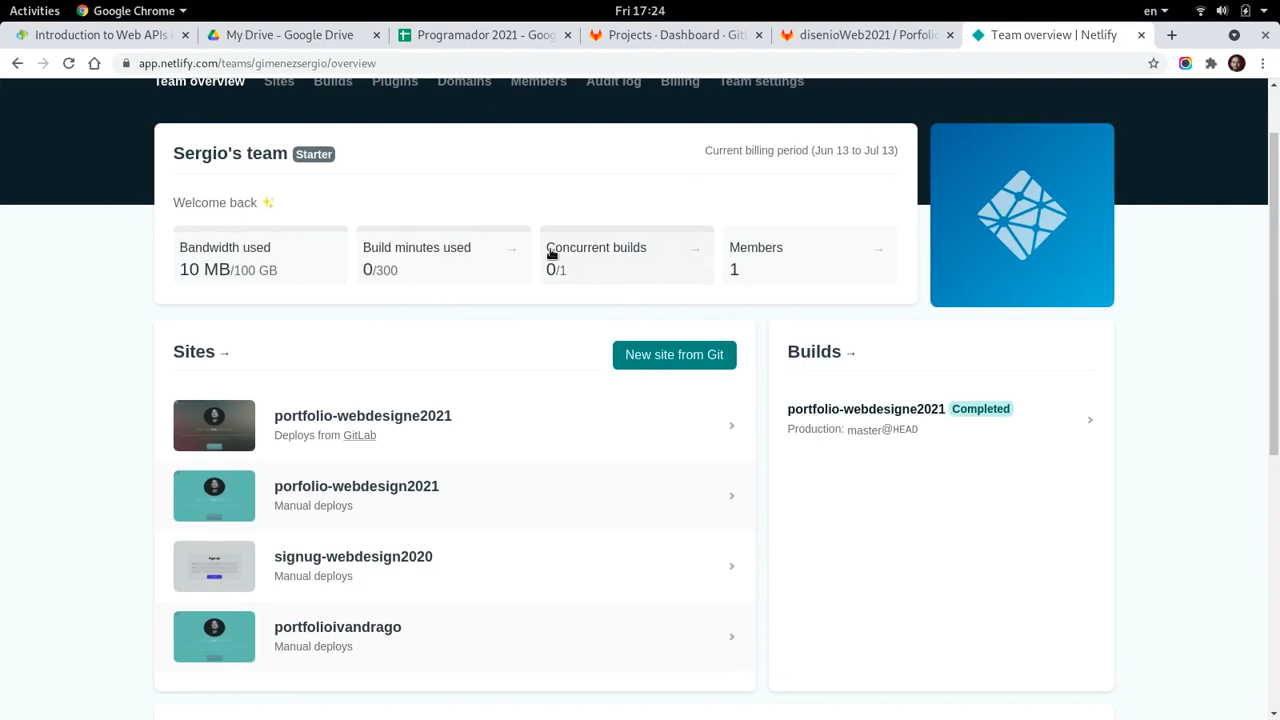 Activities
Google Chrome
Fri 17:24
en
Introduction to Web APIs
My Drive - Google Drive
Programador 2021 - Goog
Projects · Dashboard · Gitl
disenioWeb2021 / Porfolio
Team overview | Netlify
app.netlify.com/teams/gimenezsergio/overview
Team overview
Sites
Builds
Plugins
Domains
Members
Audit log
Billing
Team settings
Sergio's team
Starter
Current billing period (Jun 13 to Jul 13)
Welcome back ✨
Bandwidth used
Build minutes used →
Concurrent builds →
Members →
10 MB/100 GB
0/300
0/1
1
Sites →
New site from Git
Builds →
portfolio-webdesigne2021
Deploys from GitLab
porfolio-webdesign2021
Manual deploys
signug-webdesign2020
Manual deploys
portfolioivandrago
Manual deploys
portfolio-webdesigne2021 Completed
Production: master@HEAD